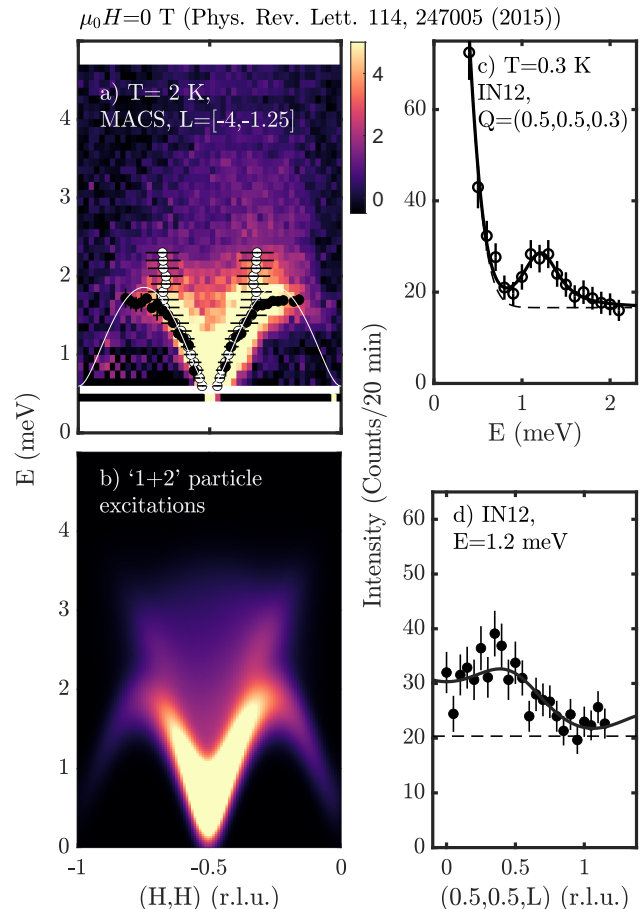 μ₀H=0 T (Phys. Rev. Lett. 114, 247005 (2015))
a) T= 2 K,
MACS, L=[-4,-1.25]
4
3
2
1
0
E (meV)
4
2
0
c) T=0.3 K
IN12,
Q=(0.5,0.5,0.3)
60
40
20
0
0
1
2
E (meV)
Intensity (Counts/20 min)
b) ‘1+2’ particle
excitations
4
3
2
1
0
-1
-0.5
0
(H,H) (r.l.u.)
d) IN12,
E=1.2 meV
60
50
40
30
20
10
0
0
0.5
1
(0.5,0.5,L) (r.l.u.)